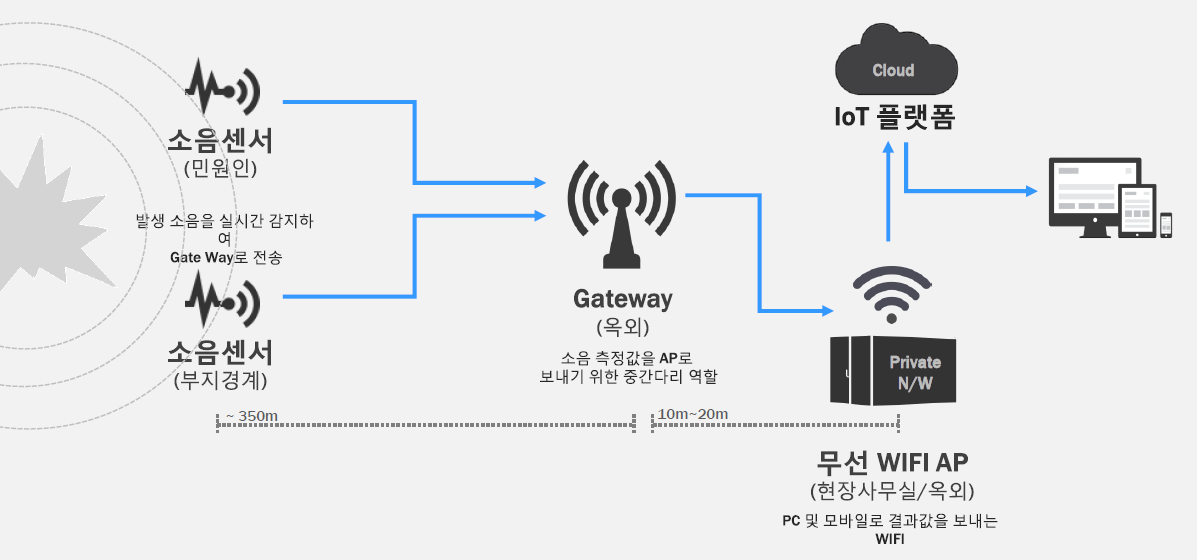 소음센서
(민원인)
발생 소음을 실시간 감지하
여
Gate Way로 전송
소음센서
(부지경계)
~ 350m
Gateway
(옥외)
소음 측정값을 AP로
보내기 위한 중간다리 역할
10m~20m
Cloud
IoT 플랫폼
Private
N/W
무선 WIFI AP
(현장사무실/옥외)
PC 및 모바일로 결과값을 보내는
WIFI